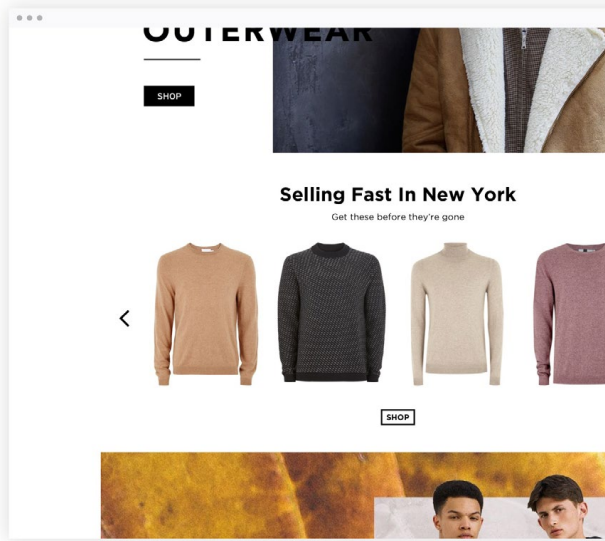 OUTERWEAR
SHOP
Selling Fast In New York
Get these before they're gone
SHOP